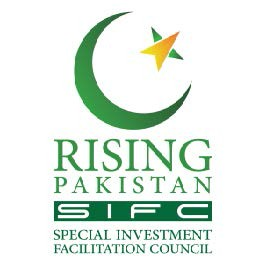 RISING
PAKISTAN
SIFC
SPECIAL INVESTMENT
FACILITATION COUNCIL